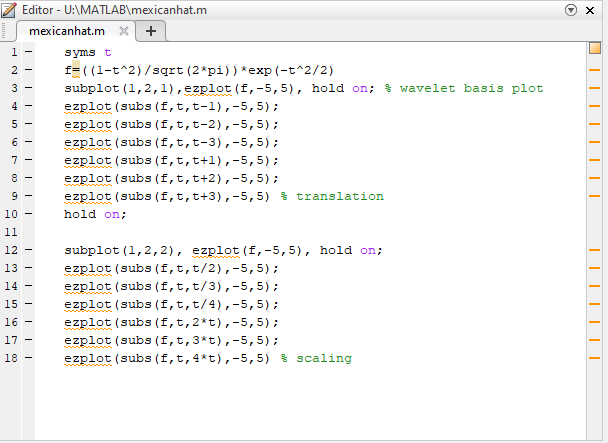 Editor - U:\MATLAB\mexicanhat.m
mexicanhat.m × +
1 - syms t
2 - f=((1-t^2)/sqrt(2*pi))*exp(-t^2/2)
3 - subplot(1,2,1),ezplot(f,-5,5), hold on; % wavelet basis plot
4 - ezplot(subs(f,t,t-1),-5,5);
5 - ezplot(subs(f,t,t-2),-5,5);
6 - ezplot(subs(f,t,t-3),-5,5);
7 - ezplot(subs(f,t,t+1),-5,5);
8 - ezplot(subs(f,t,t+2),-5,5);
9 - ezplot(subs(f,t,t+3),-5,5) % translation
10 - hold on;
11
12 - subplot(1,2,2), ezplot(f,-5,5), hold on;
13 - ezplot(subs(f,t,t/2),-5,5);
14 - ezplot(subs(f,t,t/3),-5,5);
15 - ezplot(subs(f,t,t/4),-5,5);
16 - ezplot(subs(f,t,2*t),-5,5);
17 - ezplot(subs(f,t,3*t),-5,5);
18 - ezplot(subs(f,t,4*t),-5,5) % scaling